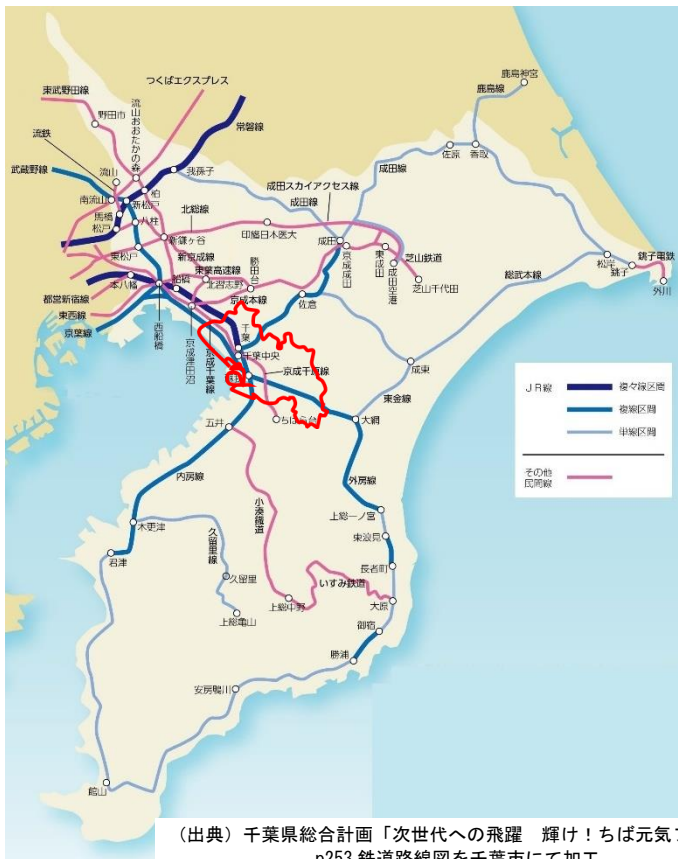 つくばエクスプレス
東武野田線
流山おおたかの森
野田市
常磐線
鹿島神宮
鹿島線
流鉄
武蔵野線
流山
我孫子
佐原
香取
成田線
南流山
柏
新松戸
成田スカイアクセス線
成田線
馬橋
松戸
八柱
北総線
印旛日本医大
成田
東松戸
新鎌ヶ谷
新京成線
勝田台
京成成田
東成田
成田空港
芝山鉄道
芝山千代田
銚子電鉄
松岸
銚子
外川
総武本線
東葉高速線
北習志野
本八幡
船橋
京成本線
佐倉
都営新宿線
東西線
京葉線
西船橋
京成津田沼
京成千葉線
千葉
千葉中央
京成千原線
成東
東金線
ちはら台
大網
五井
内房線
小湊鐵道
外房線
上総一ノ宮
東浪見
長者町
木更津
久留里線
君津
久留里
上総亀山
上総中野
いすみ鉄道
大原
御宿
勝浦
安房鴨川
館山
JR線
複々線区間
複線区間
単線区間
その他
民間線
（出典）千葉県総合計画「次世代への飛躍 輝け！ちば元気
p253 鉄道路線図を千葉市にて加工